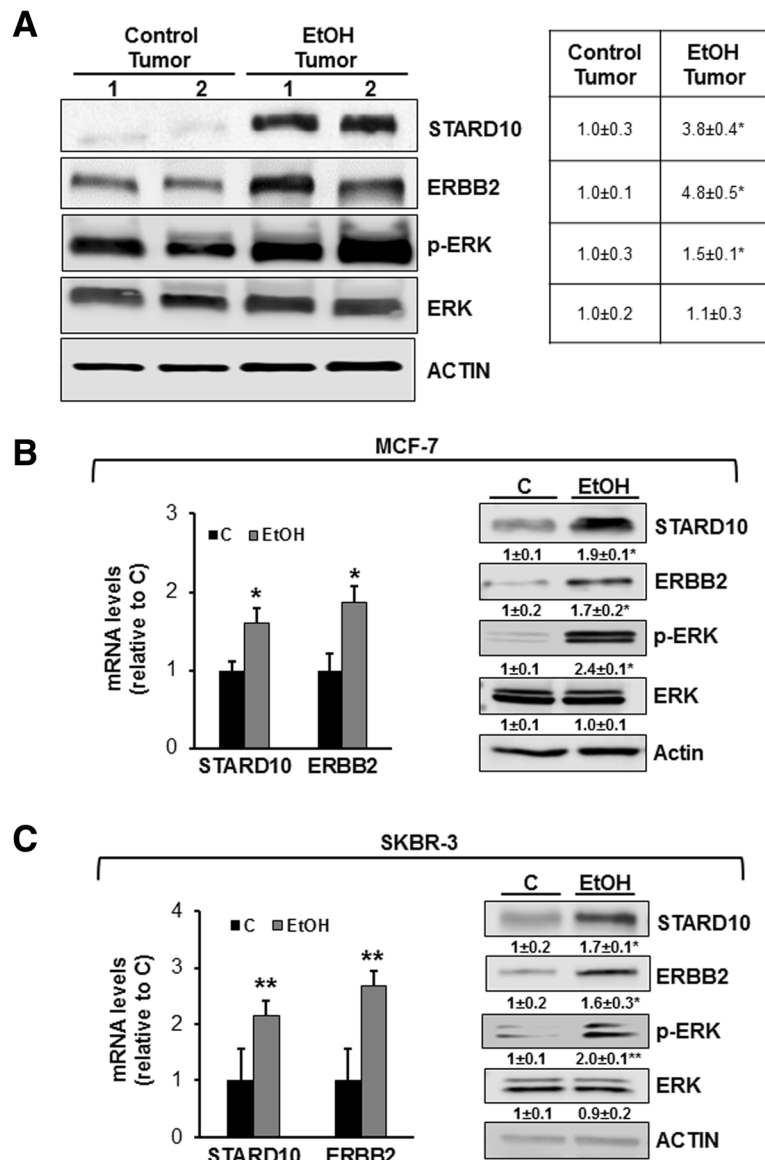 A
Control
Tumor
EtOH
Tumor
1 2 1 2
STARD10
ERBB2
p-ERK
ERK
ACTIN
Control
Tumor
EtOH
Tumor
1.0±0.3 3.8±0.4*
1.0±0.1 4.8±0.5*
1.0±0.3 1.5±0.1*
1.0±0.2 1.1±0.3
B
MCF-7
mRNA levels
(relative to C)
3
2
1
0
C EtOH
* *
STARD10 ERBB2
C EtOH
STARD10
1±0.1 1.9±0.1*
ERBB2
1±0.2 1.7±0.2*
p-ERK
1±0.1 2.4±0.1*
ERK
1±0.1 1.0±0.1
Actin
C
SKBR-3
mRNA levels
(relative to C)
4
3
2
1
0
C EtOH
** **
STARD10 ERBB2
C EtOH
STARD10
1±0.2 1.7±0.1*
ERBB2
1±0.2 1.6±0.3*
p-ERK
1±0.1 2.0±0.1**
ERK
1±0.1 0.9±0.2
ACTIN